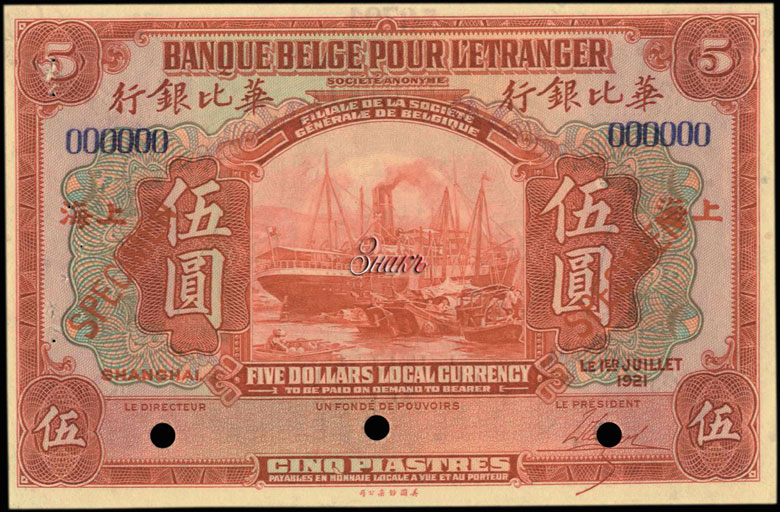 5 BANQUE BELGE POUR L'ETRANGER 5
SOCIÉTÉ ANONYME
行銀比華 行銀比華
FILIALE DE LA SOCIÉTÉ
GÉNÉRALE DE BELGIQUE
000000 000000
伍圓 伍圓
海上 海上
Знакъ
SPECIMEN
SHANGHAI
LE 1ER JUILLET
1921
FIVE DOLLARS LOCAL CURRENCY
TO BE PAID ON DEMAND TO BEARER
LE DIRECTEUR UN FONDÉ DE POUVOIRS LE PRÉSIDENT
伍 伍
CINQ PIASTRES
PAYABLES EN MONNAIE LOCALE A VUE ET AU PORTEUR